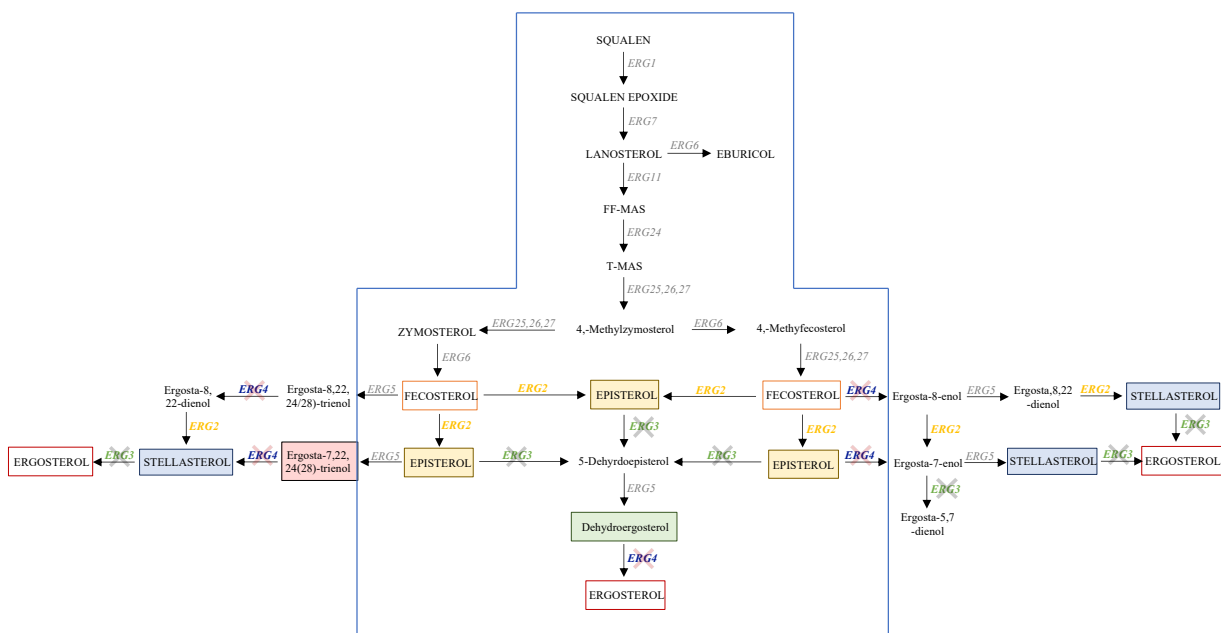 SQUALEN
ERG1
SQUALEN EPOXIDE
ERG7
LANOSTEROL
ERG6
EBURICOL
ERG11
FF-MAS
ERG24
T-MAS
ERG25,26,27
ZYMOSTEROL
ERG25,26,27
4,-Methylzymosterol
ERG6
4,-Methyfecosterol
ERG6
ERG25,26,27
Ergosta-8,
22-dienol
ERG4
Ergosta-8,22,
24/28)-trienol
ERG5
FECOSTEROL
ERG2
EPISTEROL
ERG2
FECOSTEROL
ERG4
Ergosta-8-enol
ERG5
Ergosta,8,22
-dienol
ERG2
STELLASTEROL
ERG2
ERG2
ERG3
ERG2
ERG2
ERG3
ERGOSTEROL
ERG3
STELLASTEROL
ERG4
Ergosta-7,22,
24(28)-trienol
ERG5
EPISTEROL
ERG3
5-Dehyrdoepisterol
ERG3
EPISTEROL
ERG4
Ergosta-7-enol
ERG5
STELLASTEROL
ERG3
ERGOSTEROL
ERG5
ERG3
Ergosta-5,7
-dienol
Dehydroergosterol
ERG4
ERGOSTEROL